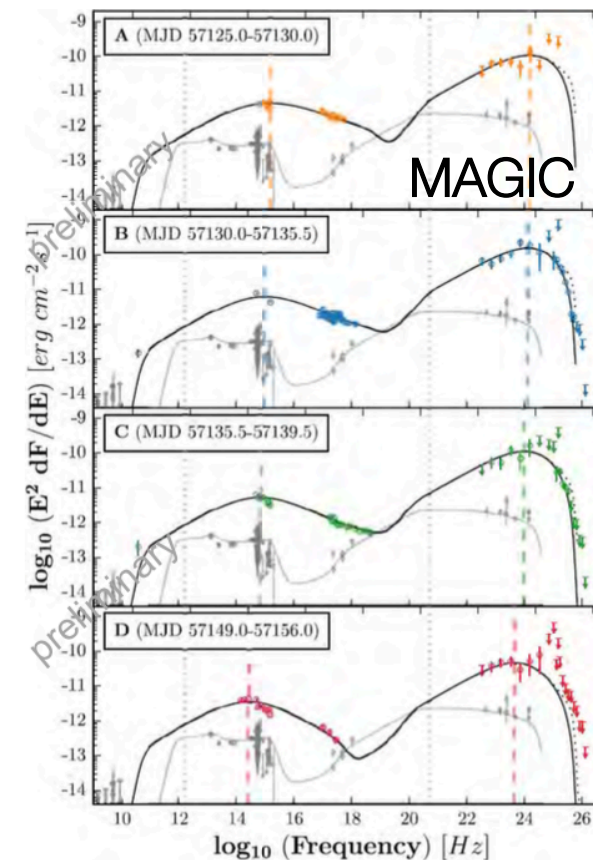 -9
A (MJD 57125.0-57130.0)
-10
-11
-12
-13
-14
MAGIC
preliminary
B (MJD 57130.0-57135.5)
-10
-11
-12
-13
-14
log₁₀ (E² dF/dE) [erg cm⁻² s⁻¹]
-9
C (MJD 57135.5-57139.5)
-10
-11
-12
-13
-14
preliminary
D (MJD 57149.0-57156.0)
-10
-11
-12
-13
-14
10 12 14 16 18 20 22 24 26
log₁₀ (Frequency) [Hz]